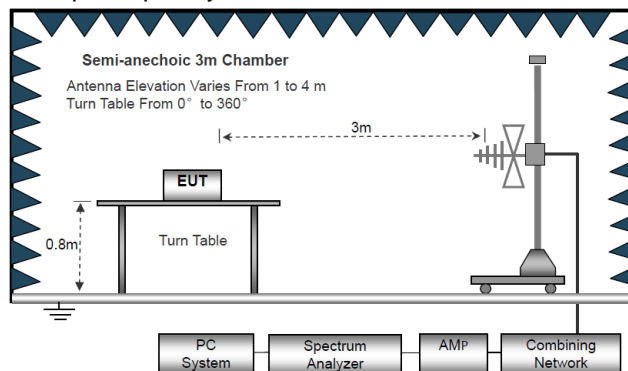 Semi-anechoic 3m Chamber
Antenna Elevation Varies From 1 to 4 m
Turn Table From 0° to 360°
3m
EUT
0.8m
Turn Table
PC
System
Spectrum
Analyzer
AMP
Combining
Network